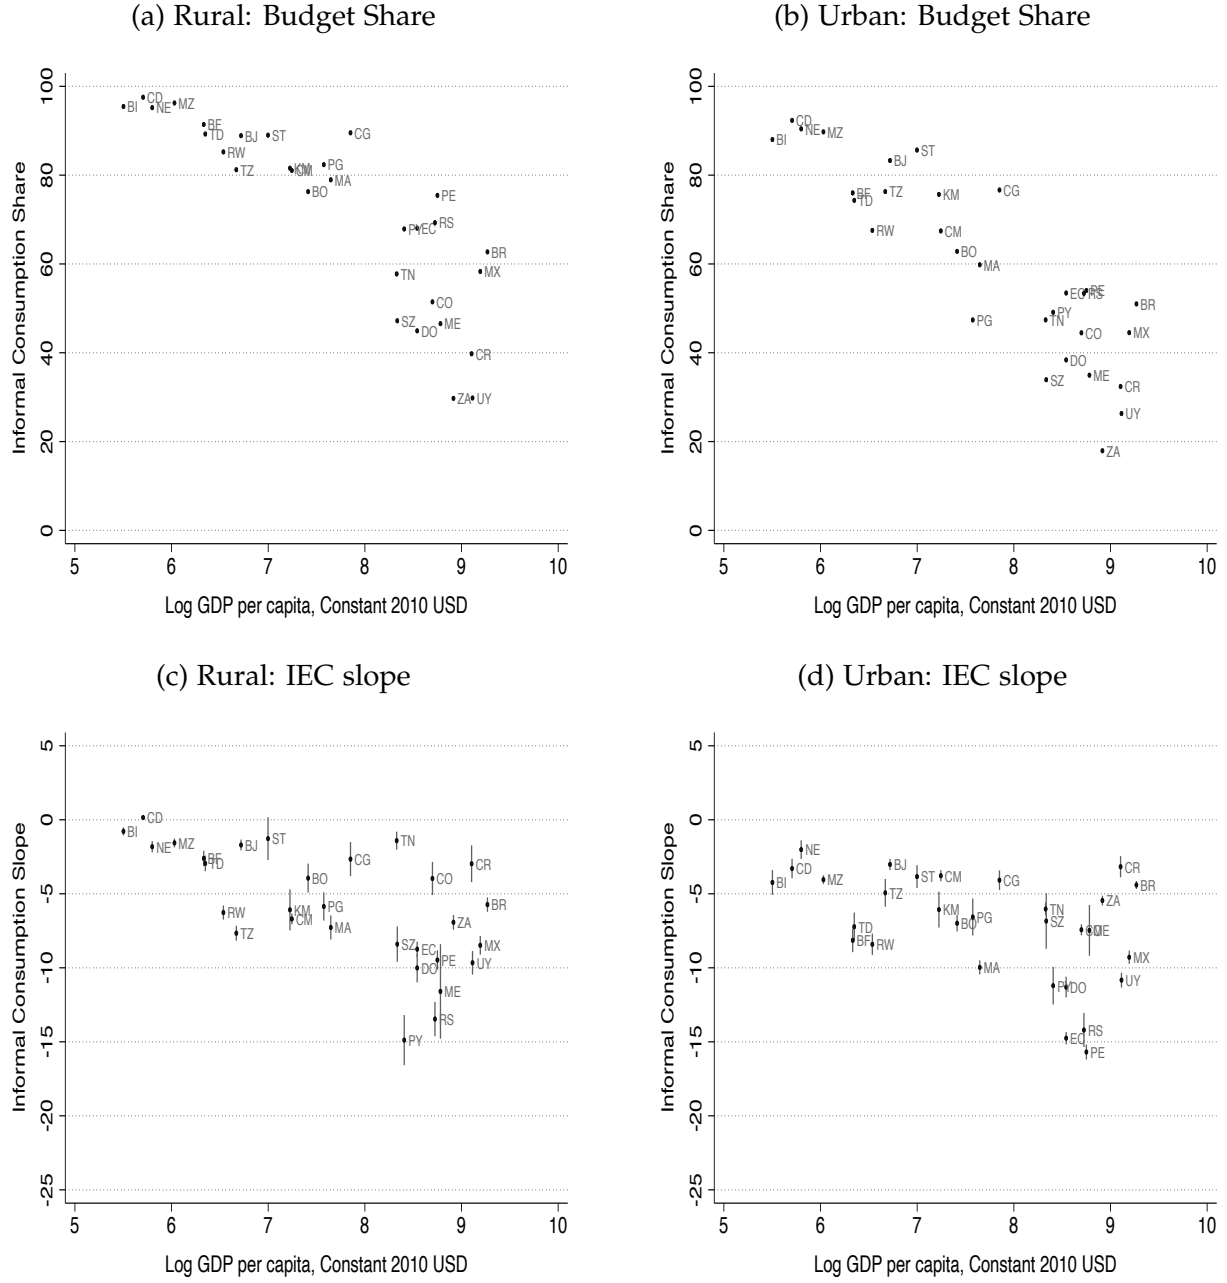 (a) Rural: Budget Share
Informal Consumption Share
100
80
60
40
20
0
BI
CD
NE
MZ
BF
TD
RW
BJ
TZ
ST
KM
CM
BO
PG
MA
CG
PE
PY
EC
RS
TN
BR
MX
CO
SZ
DO
ME
CR
ZA
UY
5 6 7 8 9 10
Log GDP per capita, Constant 2010 USD
(b) Urban: Budget Share
Informal Consumption Share
100
80
60
40
20
0
CD
NE
MZ
BI
ST
BJ
BF
TD
TZ
KM
CG
RW
CM
BO
MA
PG
EC
RS
PE
BR
PY
TN
CO
MX
DO
SZ
ME
CR
UY
ZA
5 6 7 8 9 10
Log GDP per capita, Constant 2010 USD
(c) Rural: IEC slope
Informal Consumption Slope
5
0
-5
-10
-15
-20
-25
CD
BI
NE
MZ
BF
TD
BJ
ST
TN
CG
CR
BO
CO
RW
KM
CM
PG
BR
TZ
MA
ZA
SZ
EC
MX
DO
PE
UY
ME
RS
PY
5 6 7 8 9 10
Log GDP per capita, Constant 2010 USD
(d) Urban: IEC slope
Informal Consumption Slope
5
0
-5
-10
-15
-20
-25
NE
CD
BI
MZ
BJ
ST
CM
CG
CR
BR
TZ
ZA
KM
BO
PG
TN
SZ
TD
BF
RW
CO
ME
MA
MX
PY
DO
UY
RS
EC
PE
5 6 7 8 9 10
Log GDP per capita, Constant 2010 USD